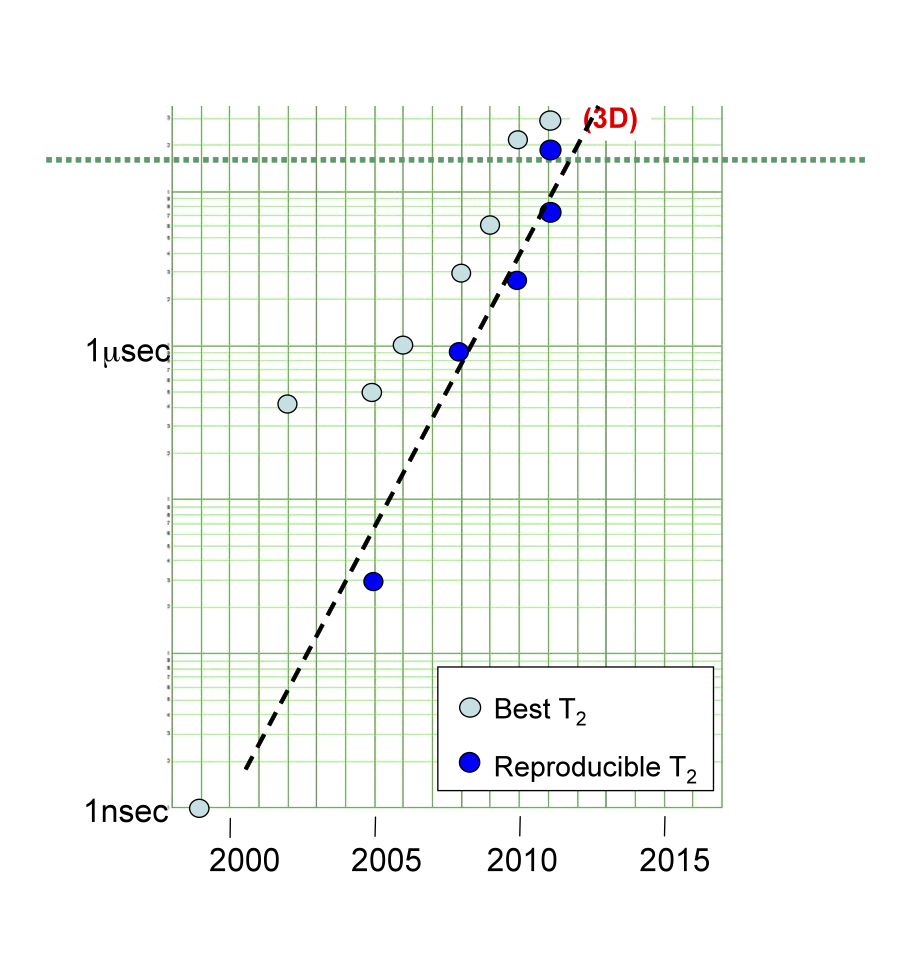 (3D)
1μsec
Best T₂
Reproducible T₂
1nsec
2000 2005 2010 2015